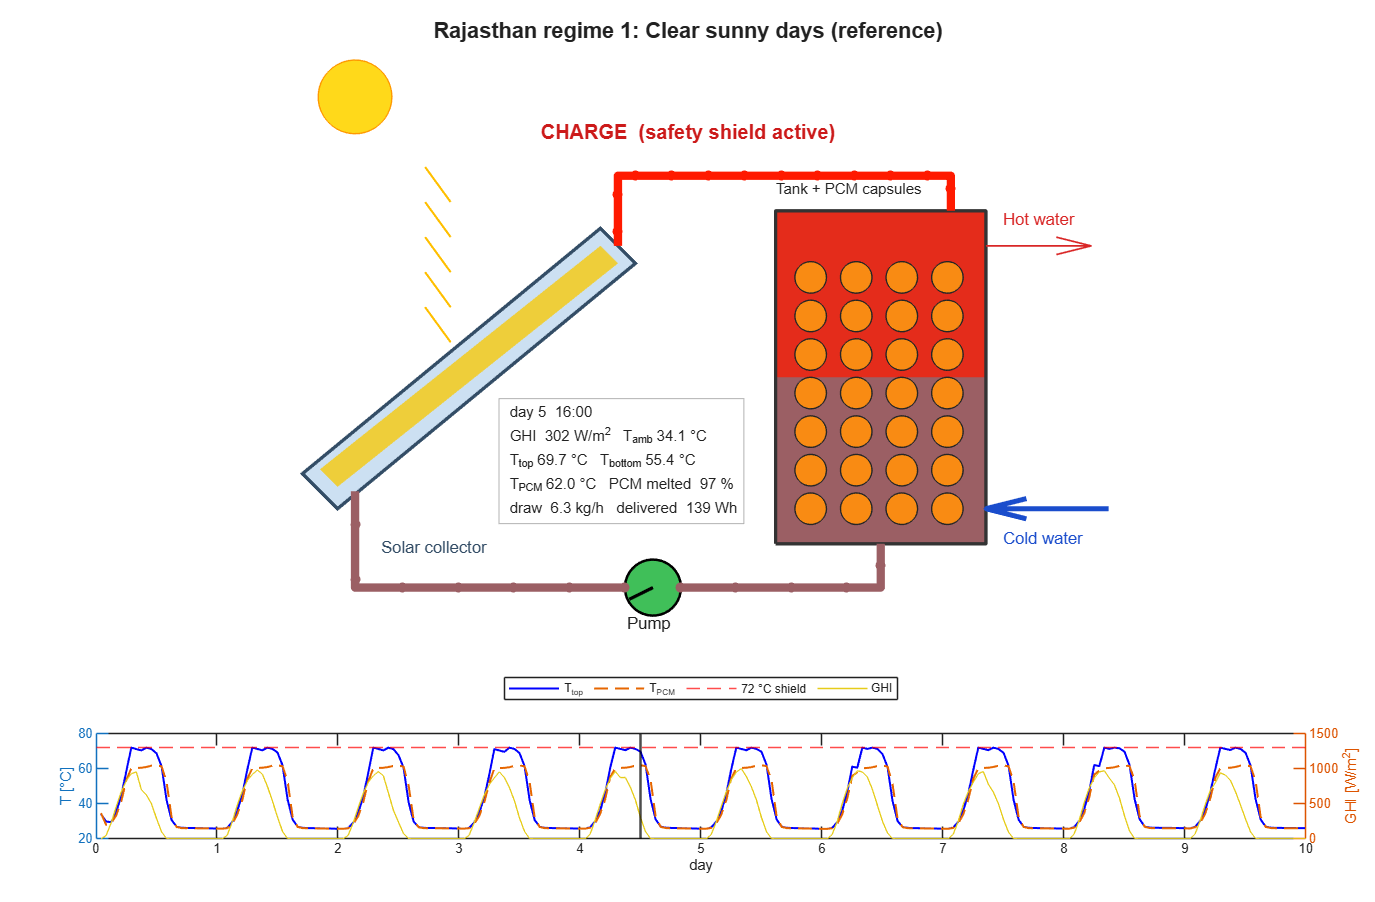 Rajasthan regime 1: Clear sunny days (reference)
CHARGE  (safety shield active)
Tank + PCM capsules
Hot water
day 5  16:00
GHI  302 W/m²   Tamb 34.1 °C
Ttop 69.7 °C   Tbottom 55.4 °C
TPCM 62.0 °C   PCM melted  97 %
draw  6.3 kg/h   delivered  139 Wh
Cold water
Solar collector
Pump
Ttop   TPCM   72 °C shield   GHI
80
60
40
20
T [°C]
1500
1000
500
0
GHI [W/m²]
0 1 2 3 4 5 6 7 8 9 10
day